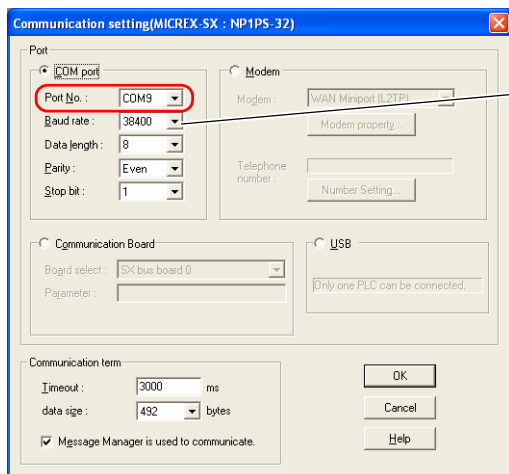 Communication setting(MICREX-SX : NP1PS-32)
Port
COM port
Port No. : COM9
Baud rate : 38400
Data length : 8
Parity : Even
Stop bit : 1
Modem
Modem : WAN Miniport (L2TP)
Modem property...
Telephone
number :
Number Setting...
Communication Board
Board select : SX bus board 0
Parameter :
USB
Only one PLC can be connected.
Communication term
Timeout : 3000 ms
data size : 492 bytes
Message Manager is used to communicate.
OK
Cancel
Help